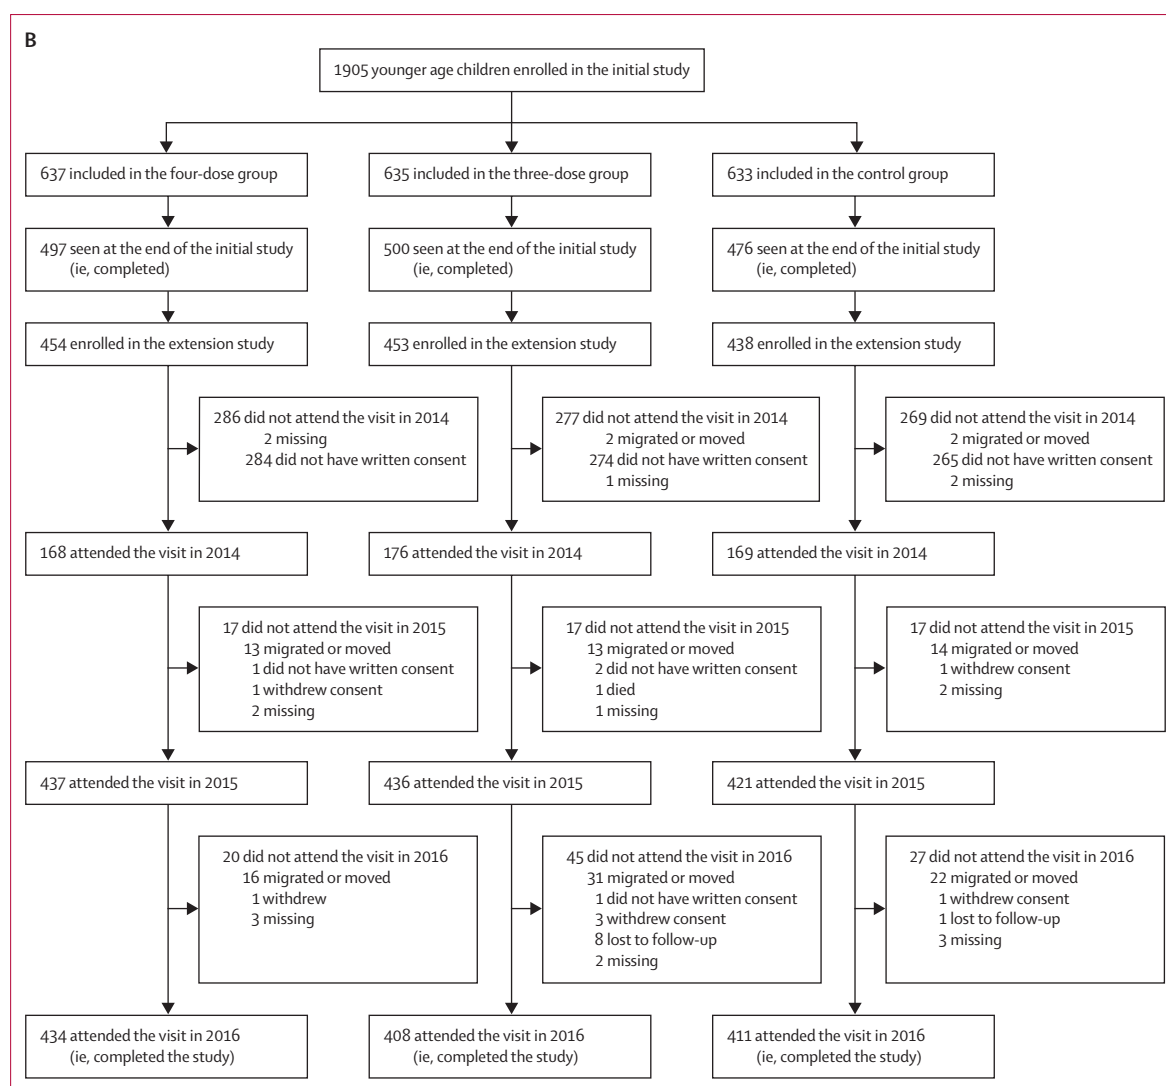 B
1905 younger age children enrolled in the initial study
637 included in the four-dose group
635 included in the three-dose group
633 included in the control group
497 seen at the end of the initial study
(ie, completed)
500 seen at the end of the initial study
(ie, completed)
476 seen at the end of the initial study
(ie, completed)
454 enrolled in the extension study
453 enrolled in the extension study
438 enrolled in the extension study
286 did not attend the visit in 2014
2 missing
284 did not have written consent
277 did not attend the visit in 2014
2 migrated or moved
274 did not have written consent
1 missing
269 did not attend the visit in 2014
2 migrated or moved
265 did not have written consent
2 missing
168 attended the visit in 2014
176 attended the visit in 2014
169 attended the visit in 2014
17 did not attend the visit in 2015
13 migrated or moved
1 did not have written consent
1 withdrew consent
2 missing
17 did not attend the visit in 2015
13 migrated or moved
2 did not have written consent
1 died
1 missing
17 did not attend the visit in 2015
14 migrated or moved
1 withdrew consent
2 missing
437 attended the visit in 2015
436 attended the visit in 2015
421 attended the visit in 2015
20 did not attend the visit in 2016
16 migrated or moved
1 withdrew
3 missing
45 did not attend the visit in 2016
31 migrated or moved
1 did not have written consent
3 withdrew consent
8 lost to follow-up
2 missing
27 did not attend the visit in 2016
22 migrated or moved
1 withdrew consent
1 lost to follow-up
3 missing
434 attended the visit in 2016
(ie, completed the study)
408 attended the visit in 2016
(ie, completed the study)
411 attended the visit in 2016
(ie, completed the study)